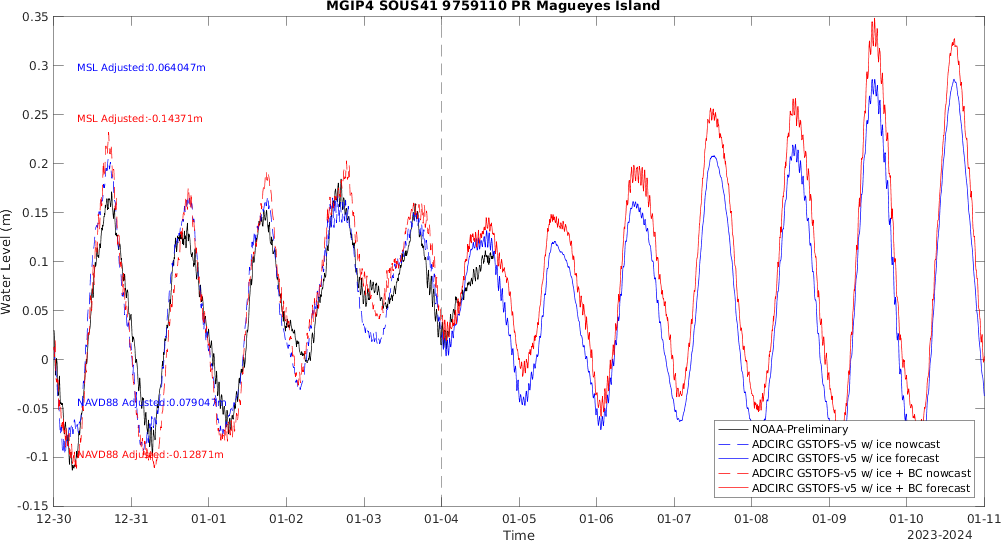 MGIP4 SOUS41 9759110 PR Magueyes Island
Water Level (m)
0.35
0.3
0.25
0.2
0.15
0.1
0.05
0
-0.05
-0.1
-0.15
MSL Adjusted:0.064047m
MSL Adjusted:-0.14371m
NAVD88 Adjusted:0.079047m
NAVD88 Adjusted:-0.12871m
NOAA-Preliminary
ADCIRC GSTOFS-v5 w/ ice nowcast
ADCIRC GSTOFS-v5 w/ ice forecast
ADCIRC GSTOFS-v5 w/ ice + BC nowcast
ADCIRC GSTOFS-v5 w/ ice + BC forecast
12-30 12-31 01-01 01-02 01-03 01-04 01-05 01-06 01-07 01-08 01-09 01-10 01-11
Time
2023-2024